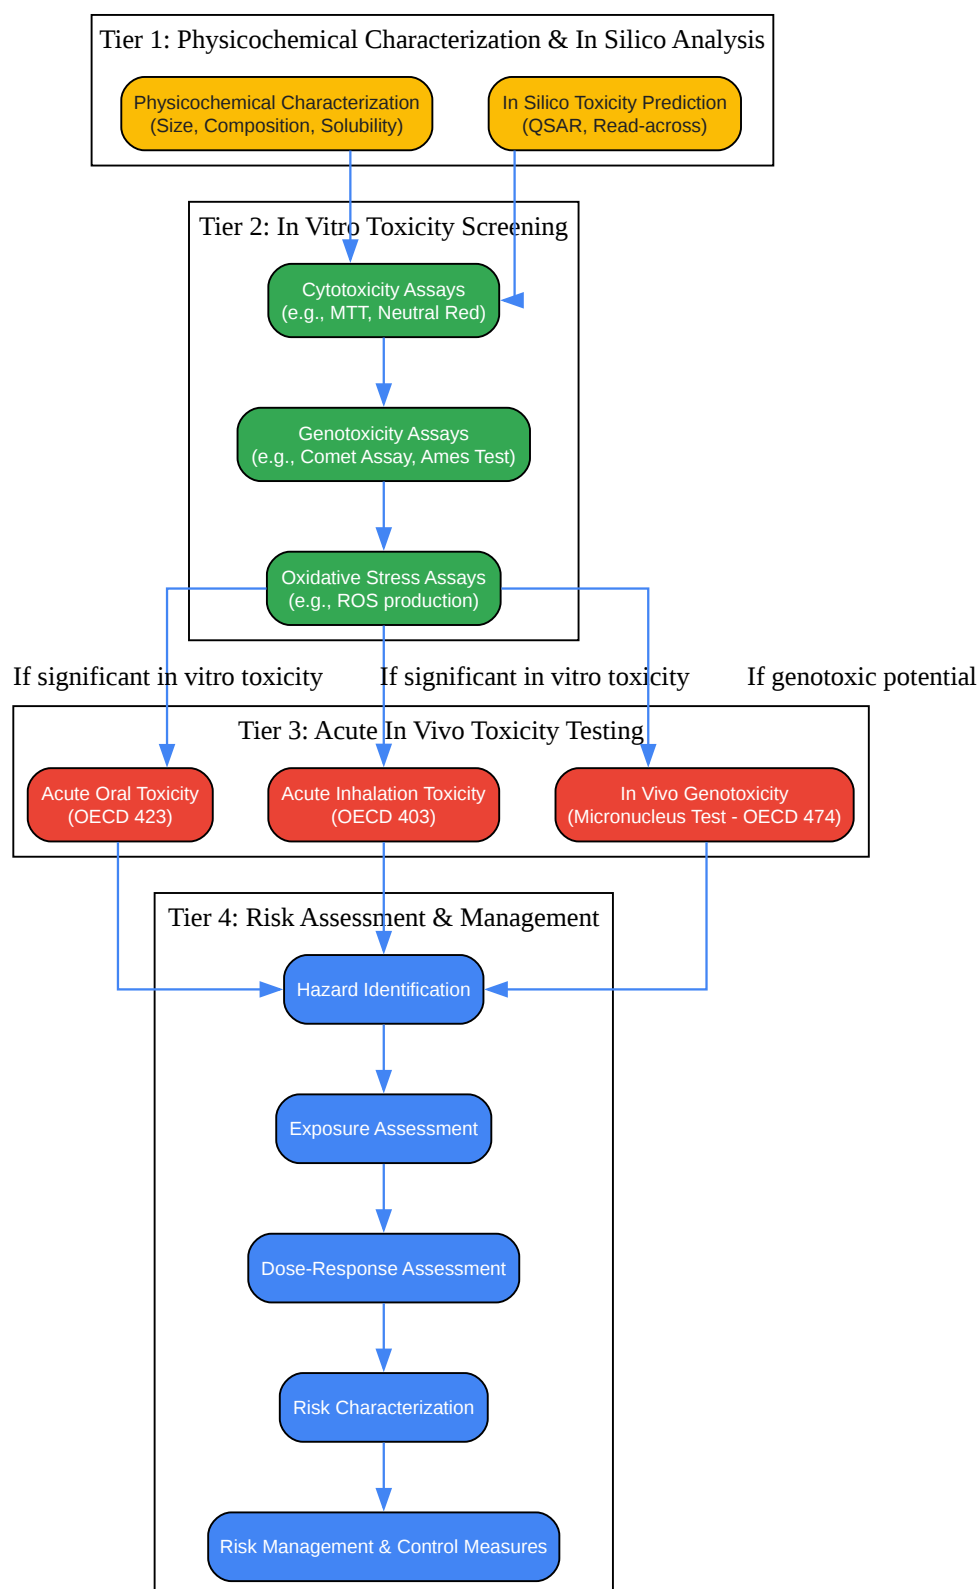 Tier 1: Physicochemical Characterization & In Silico Analysis
Physicochemical Characterization
(Size, Composition, Solubility)
In Silico Toxicity Prediction
(QSAR, Read-across)
Tier 2: In Vitro Toxicity Screening
Cytotoxicity Assays
(e.g., MTT, Neutral Red)
Genotoxicity Assays
(e.g., Comet Assay, Ames Test)
Oxidative Stress Assays
(e.g., ROS production)
If significant in vitro toxicity
If significant in vitro toxicity
If genotoxic potential
Tier 3: Acute In Vivo Toxicity Testing
Acute Oral Toxicity
(OECD 423)
Acute Inhalation Toxicity
(OECD 403)
In Vivo Genotoxicity
(Micronucleus Test - OECD 474)
Tier 4: Risk Assessment & Management
Hazard Identification
Exposure Assessment
Dose-Response Assessment
Risk Characterization
Risk Management & Control Measures